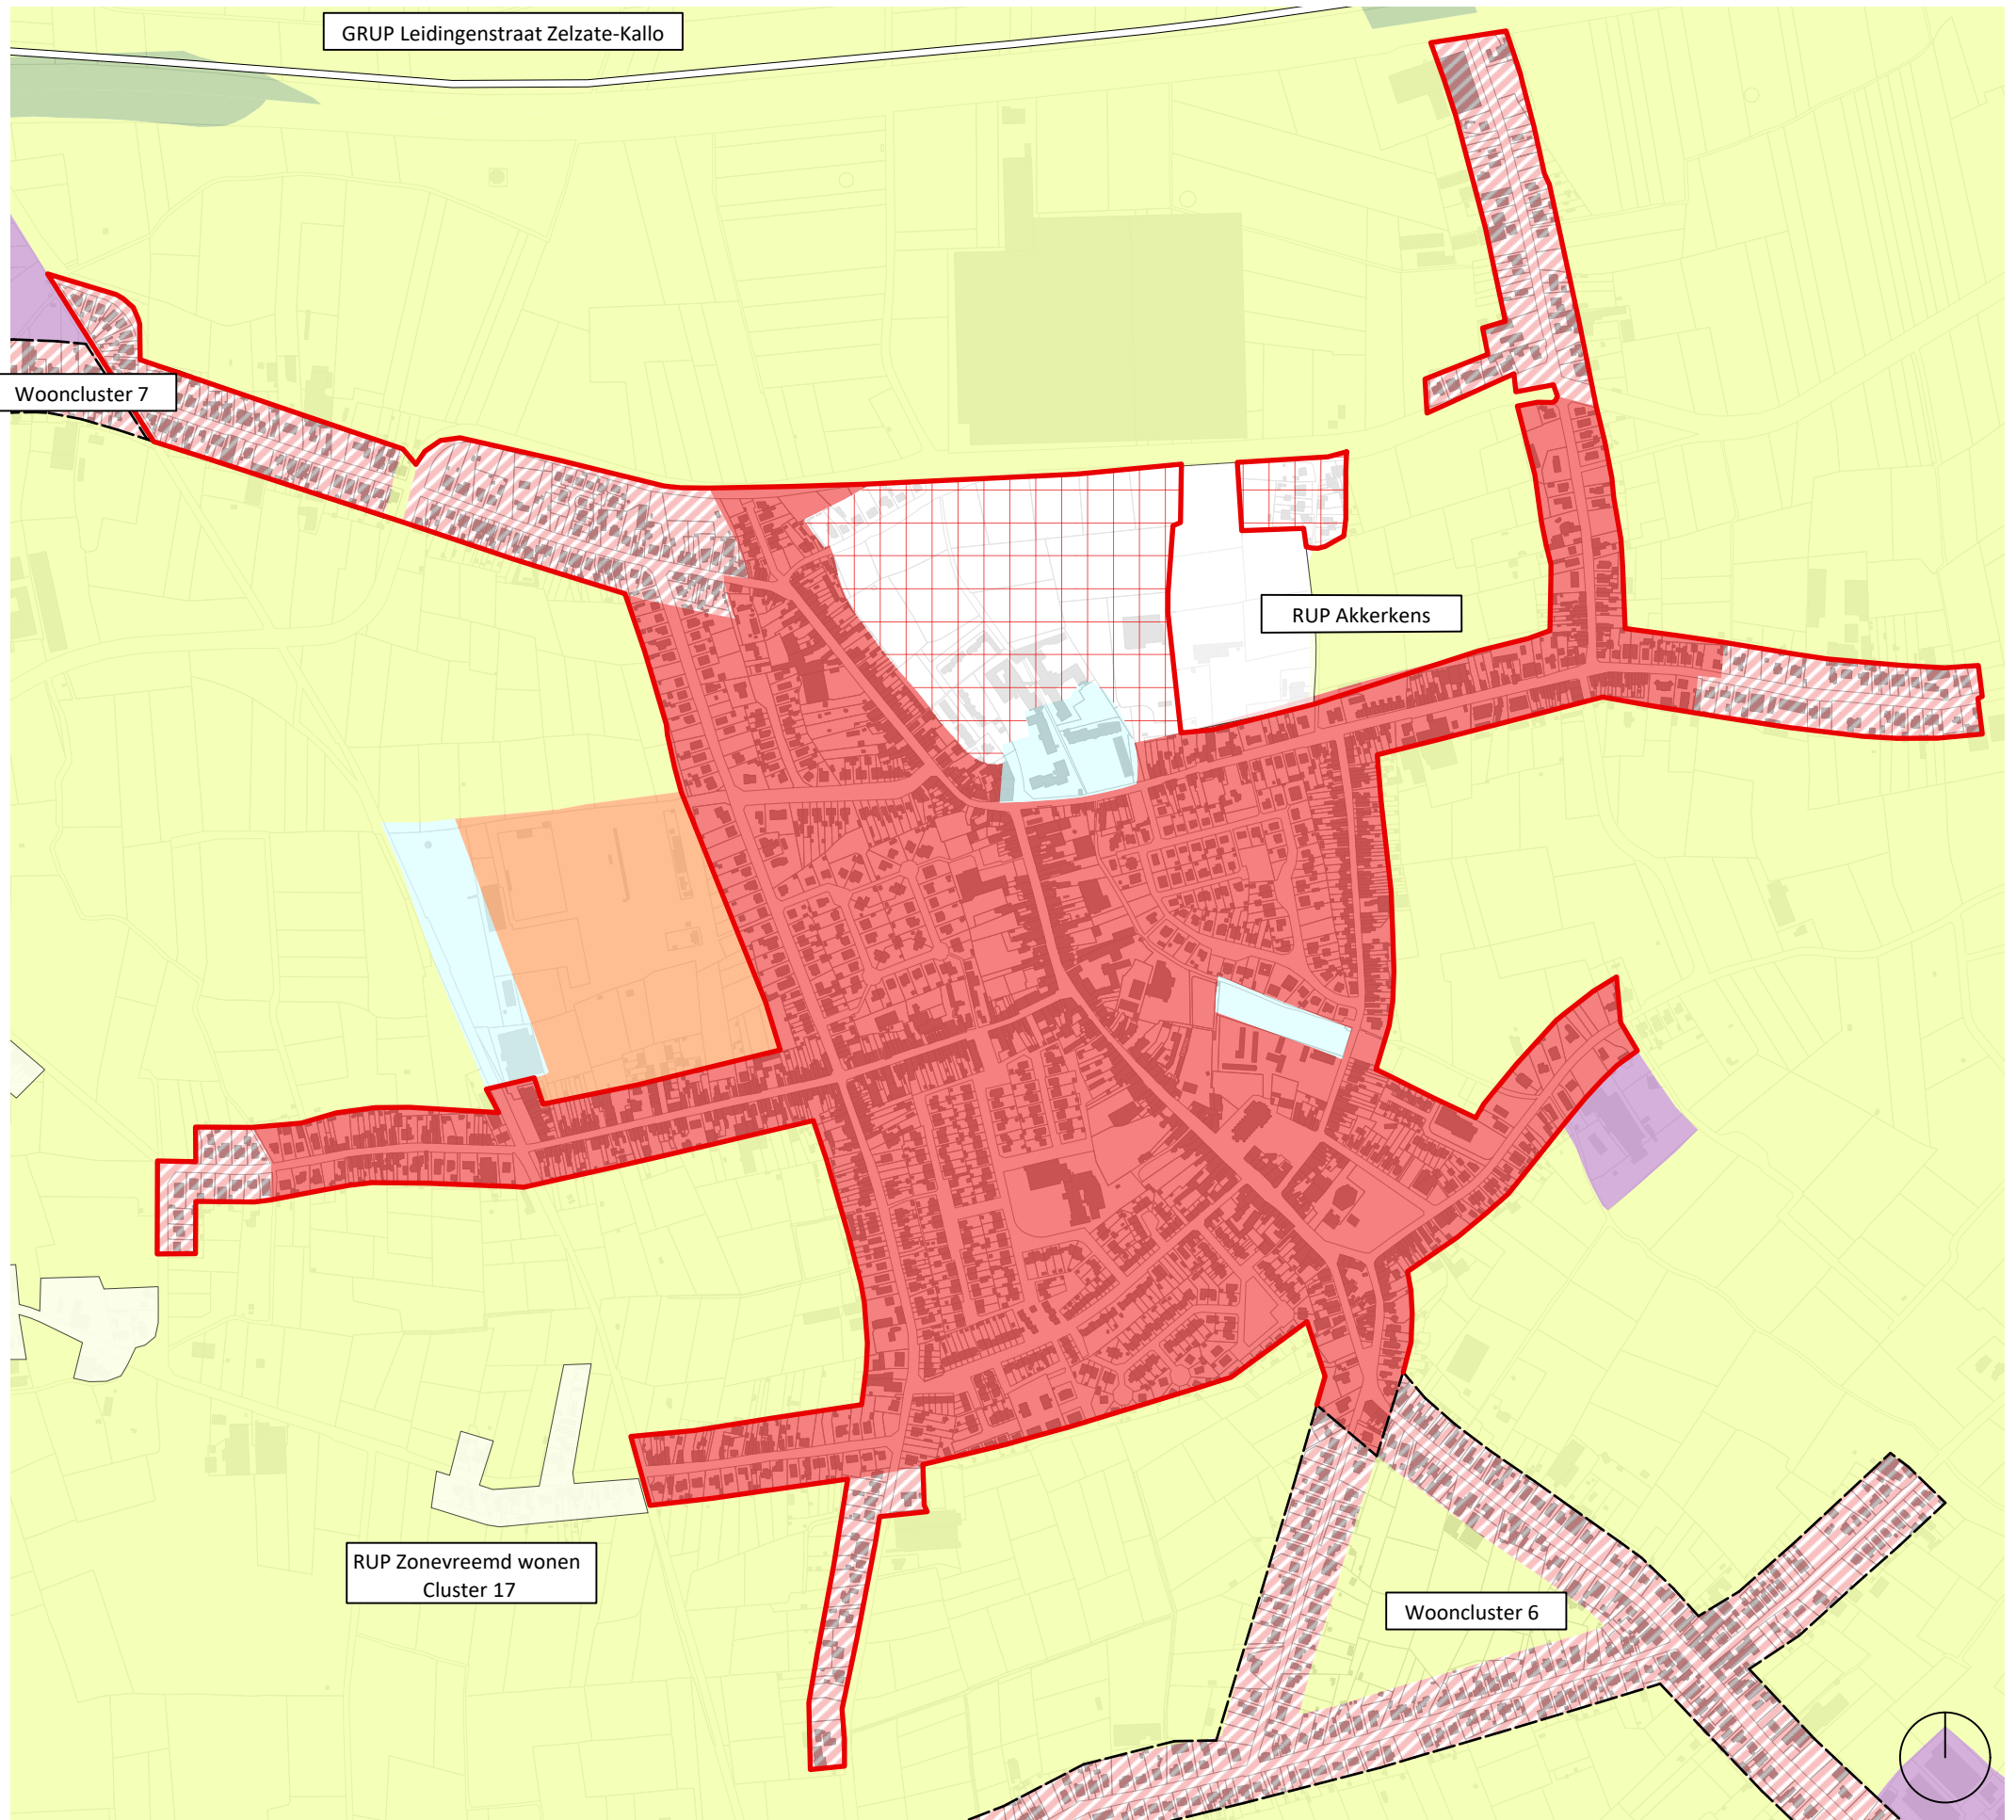 GRUP Leidingenstraat Zelzate-Kallo
Wooncluster 7
RUP Akkerkens
RUP Zonevreemd wonen
Cluster 17
Wooncluster 6